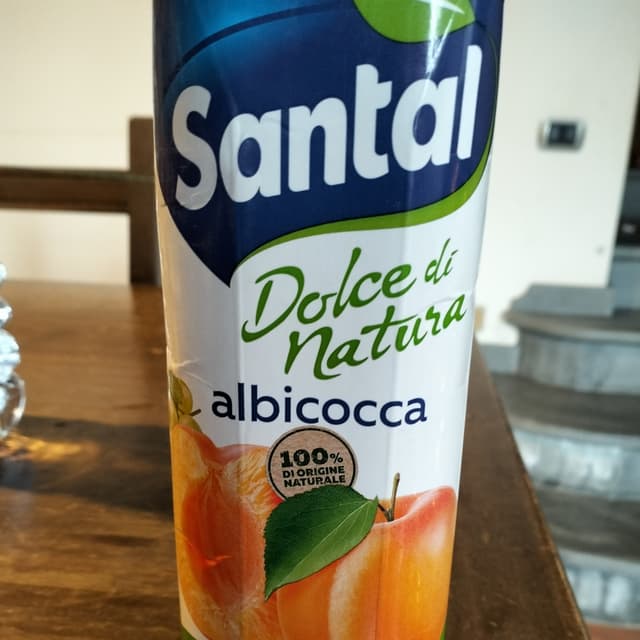 Santal
Dolce di
Natura
albicocca
100%
DI ORIGINE
NATURALE